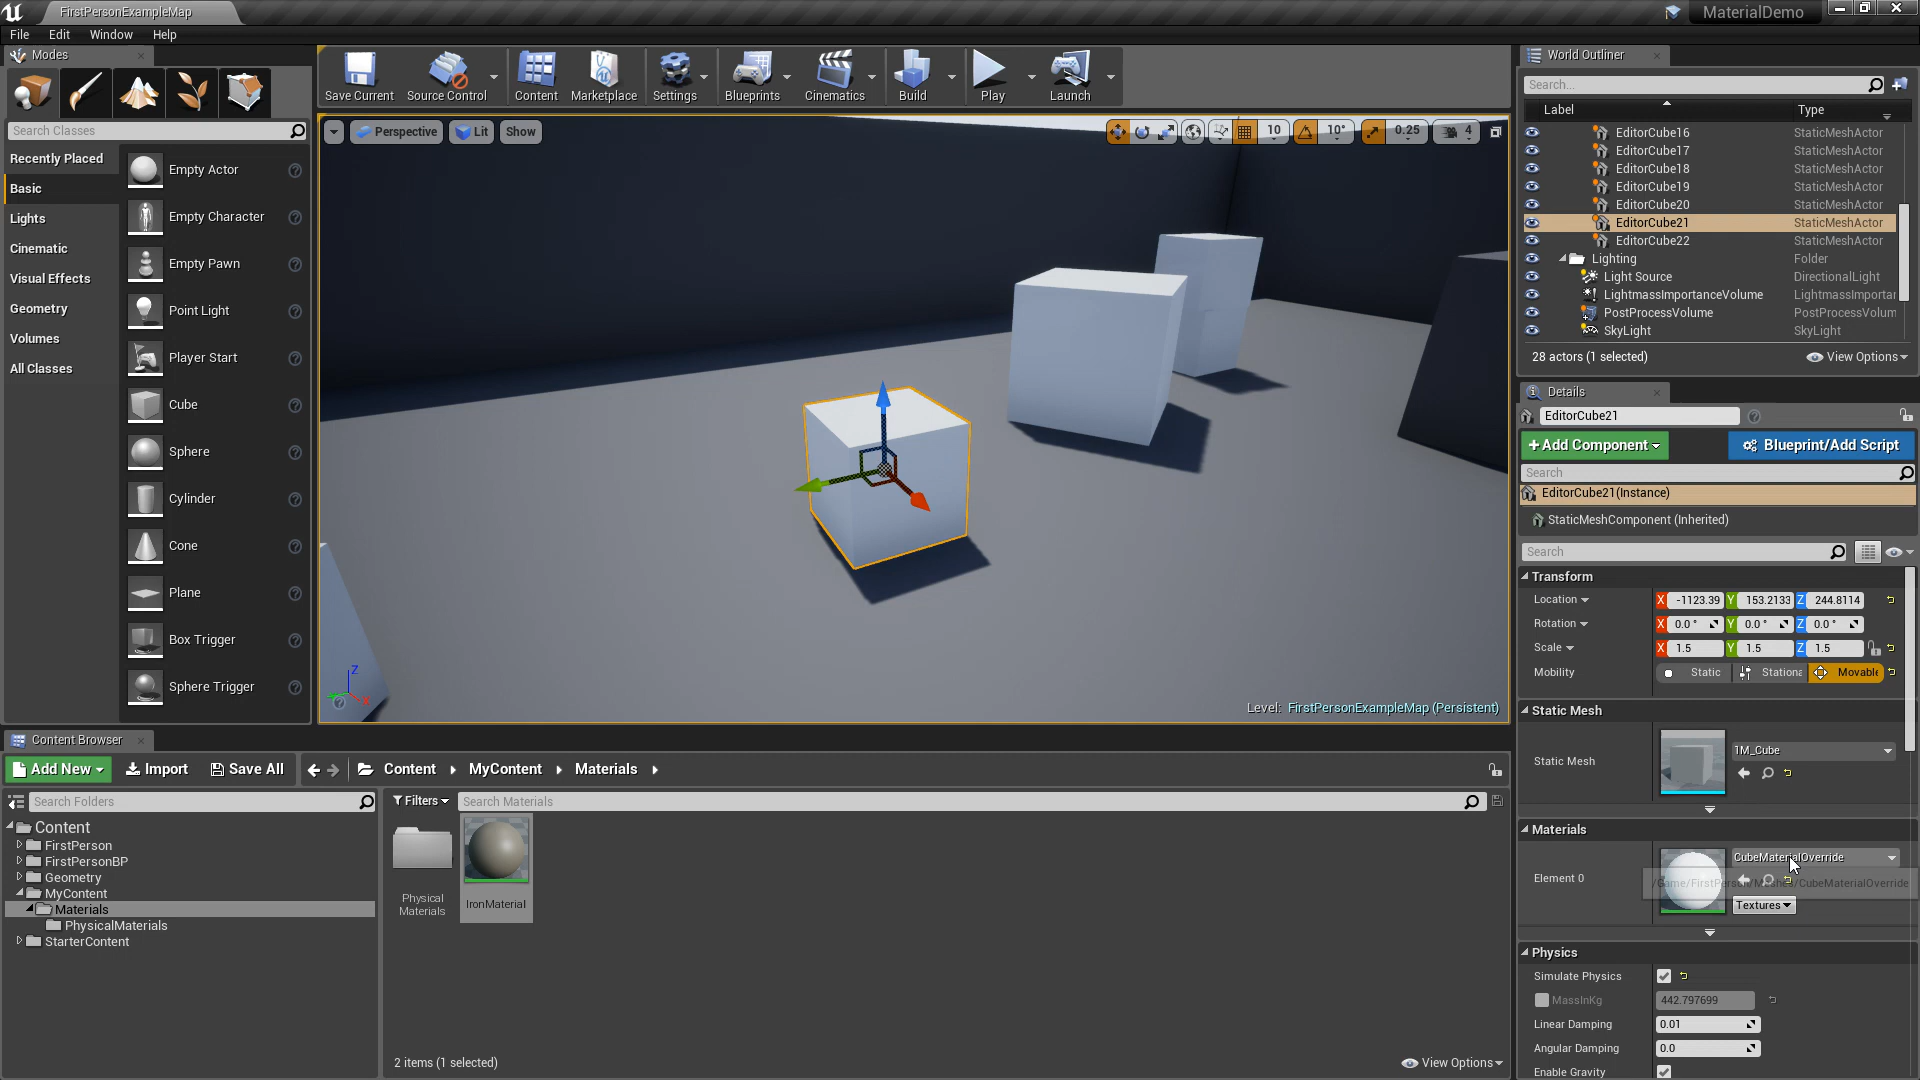 FirstPersonExampleMap
MaterialDemo
File Edit Window Help
Modes
Search Classes
Recently Placed
Basic
Lights
Cinematic
Visual Effects
Geometry
Volumes
All Classes
Empty Actor
Empty Character
Empty Pawn
Point Light
Player Start
Cube
Sphere
Cylinder
Cone
Plane
Box Trigger
Sphere Trigger
Save Current
Source Control
Content
Marketplace
Settings
Blueprints
Cinematics
Build
Play
Launch
Perspective Lit Show
10 10° 0.25 4
Z
X
Level: FirstPersonExampleMap (Persistent)
World Outliner
Search...
Label Type
EditorCube16 StaticMeshActor
EditorCube17 StaticMeshActor
EditorCube18 StaticMeshActor
EditorCube19 StaticMeshActor
EditorCube20 StaticMeshActor
EditorCube21 StaticMeshActor
EditorCube22 StaticMeshActor
Lighting Folder
Light Source DirectionalLight
LightmassImportanceVolume LightmassImportar
PostProcessVolume PostProcessVolum
SkyLight SkyLight
28 actors (1 selected) View Options
Details
EditorCube21
+ Add Component Blueprint/Add Script
Search
EditorCube21(Instance)
StaticMeshComponent (Inherited)
Search
Transform
Location X -1123.39 Y 153.2133 Z 244.8114
Rotation X 0.0 ° Y 0.0 ° Z 0.0 °
Scale X 1.5 Y 1.5 Z 1.5
Mobility Static Stationa Movable
Static Mesh
Static Mesh 1M_Cube
Materials
Element 0 CubeMaterialOverride
/Game/FirstPerson/Meshes/CubeMaterialOverride
Textures
Physics
Simulate Physics
MassInKg 442.797699
Linear Damping 0.01
Angular Damping 0.0
Enable Gravity
Content Browser
Add New Import Save All Content MyContent Materials
Search Folders
Content
FirstPerson
FirstPersonBP
Geometry
MyContent
Materials
PhysicalMaterials
StarterContent
Filters Search Materials
Physical
Materials
IronMaterial
2 items (1 selected) View Options